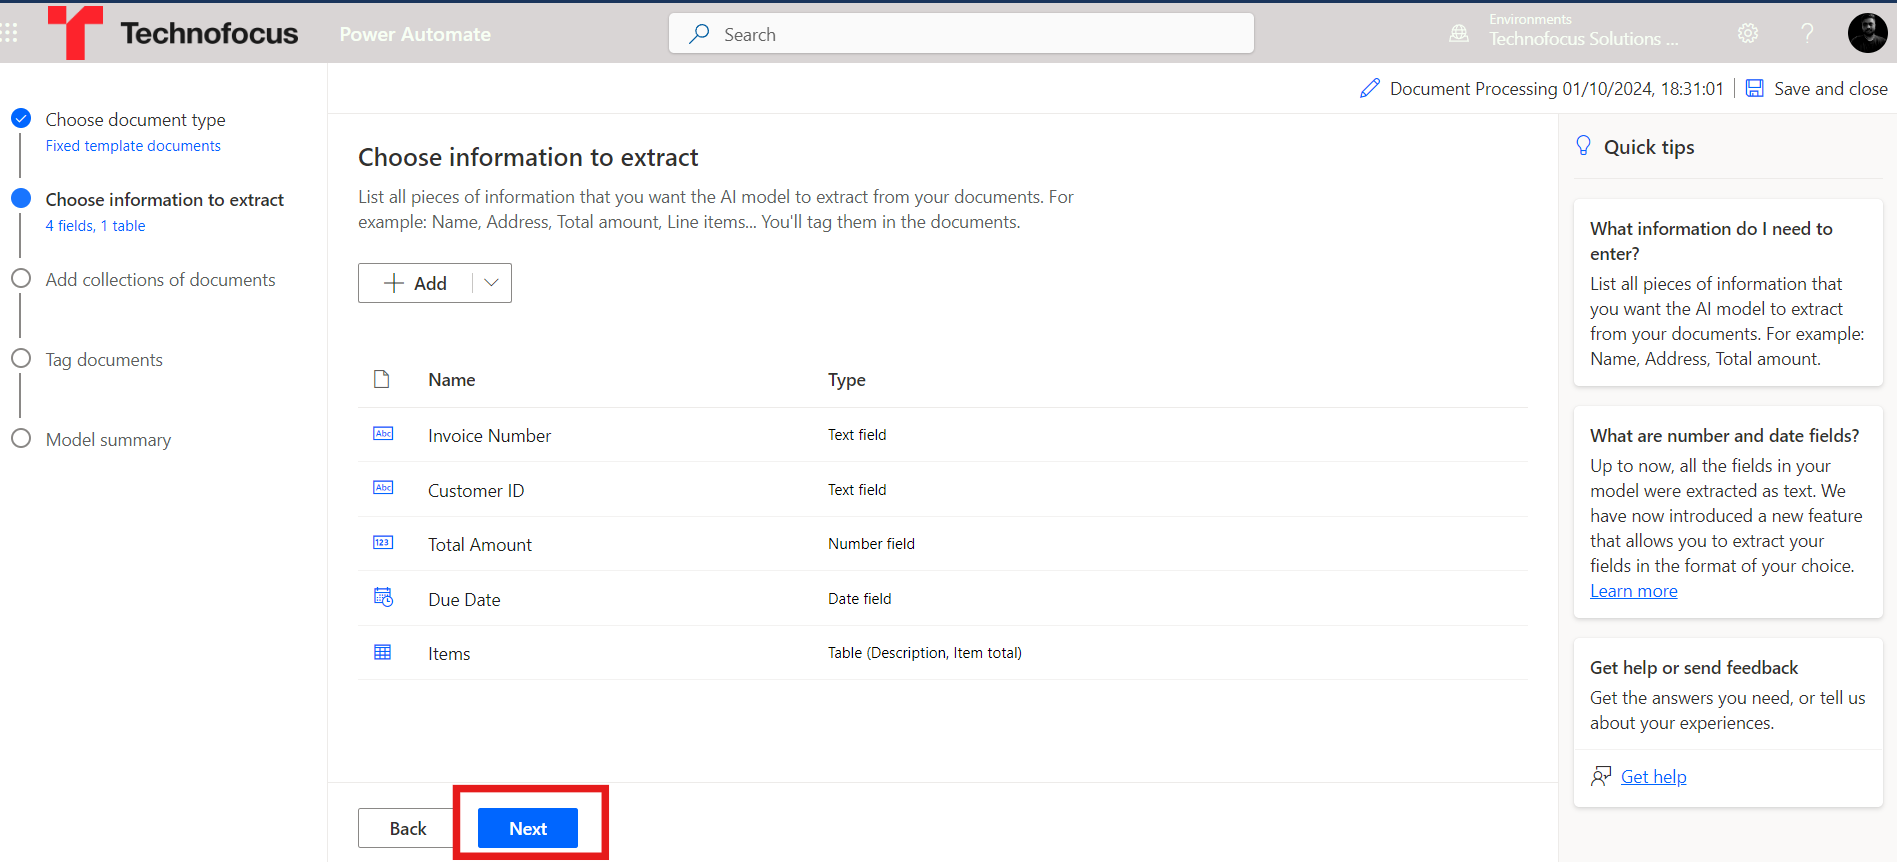 Technofocus
Power Automate
Search
Environments
Technofocus Solutions ...
?
Document Processing 01/10/2024, 18:31:01
Save and close
Choose document type
Fixed template documents
Choose information to extract
4 fields, 1 table
Add collections of documents
Tag documents
Model summary
Choose information to extract
List all pieces of information that you want the AI model to extract from your documents. For
example: Name, Address, Total amount, Line items... You'll tag them in the documents.
Add
Name Type
Abc Invoice Number Text field
Abc Customer ID Text field
123 Total Amount Number field
Due Date Date field
Items Table (Description, Item total)
Back
Next
Quick tips
What information do I need to
enter?
List all pieces of information that
you want the AI model to extract
from your documents. For example:
Name, Address, Total amount.
What are number and date fields?
Up to now, all the fields in your
model were extracted as text. We
have now introduced a new feature
that allows you to extract your
fields in the format of your choice.
Learn more
Get help or send feedback
Get the answers you need, or tell us
about your experiences.
Get help